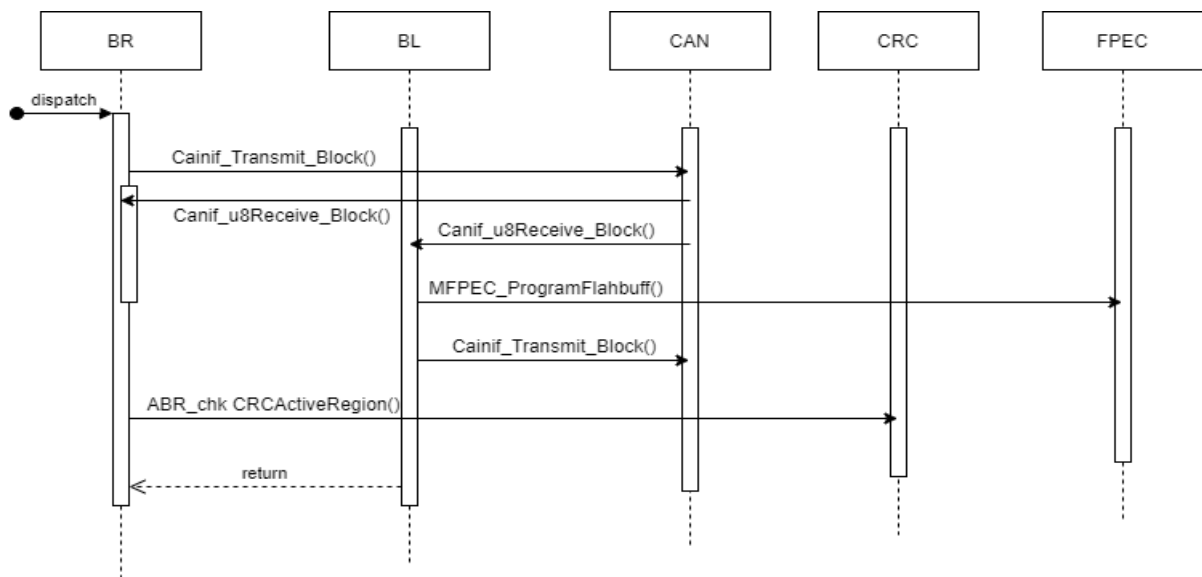 BR
BL
CAN
CRC
FPEC
dispatch
Cainif_Transmit_Block()
Canif_u8Receive_Block()
Canif_u8Receive_Block()
MFPEC_ProgramFlahbuff()
Cainif_Transmit_Block()
ABR_chk CRCActiveRegion()
return